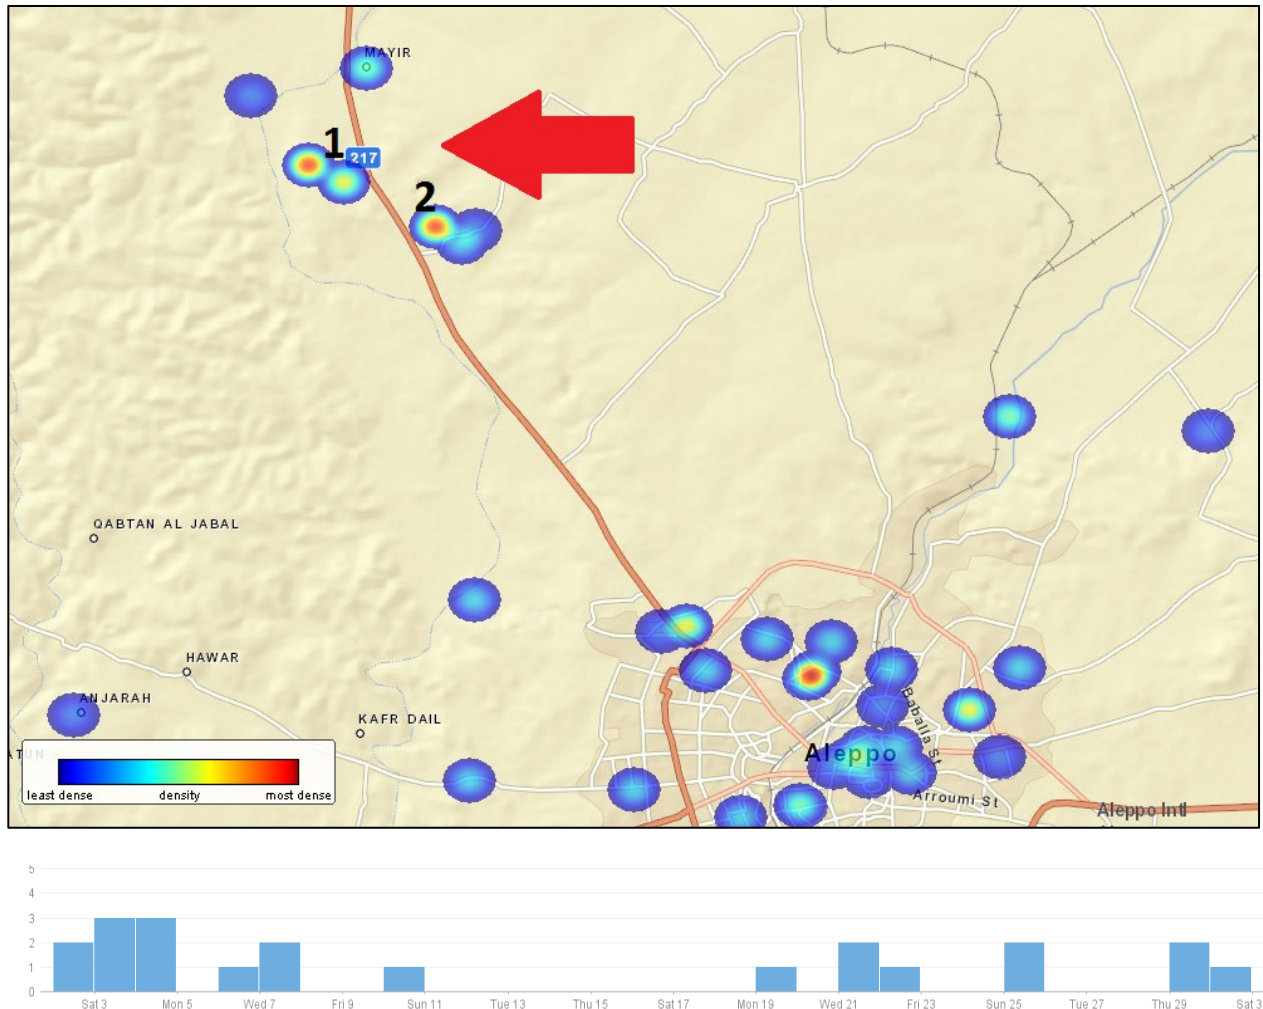 MAYIR
1
217
2
QABTAN AL JABAL
HAWAR
ANJARAH
KAFR DAIL
ATUN
Baballa St
Aleppo
Arroumi St
Aleppo Intl
least dense density most dense
5
4
3
2
1
0
Sat 3 Mon 5 Wed 7 Fri 9 Sun 11 Tue 13 Thu 15 Sat 17 Mon 19 Wed 21 Fri 23 Sun 25 Tue 27 Thu 29 Sat 3